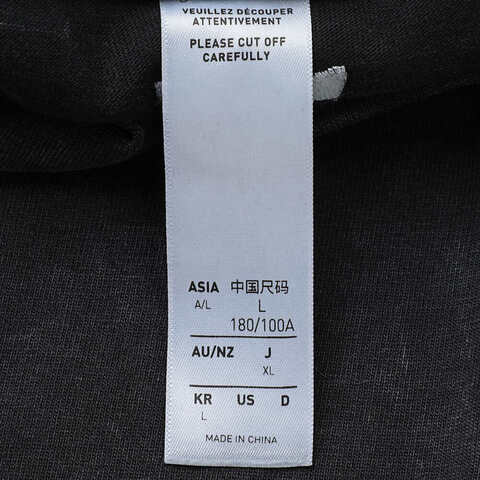 VEUILLEZ DÉCOUPER
ATTENTIVEMENT
PLEASE CUT OFF
CAREFULLY
ASIA 中国尺码
A/L L
180/100A
AU/NZ J
XL
KR US D
L
MADE IN CHINA